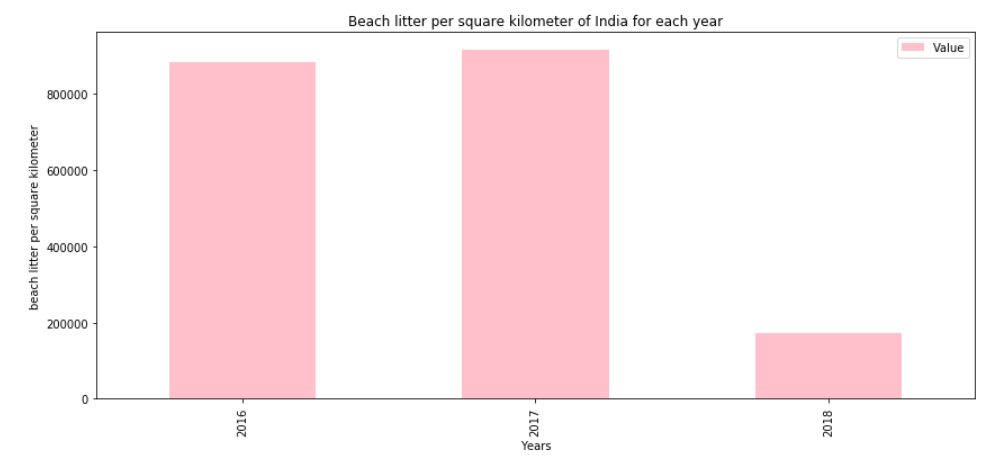 Beach litter per square kilometer of India for each year
Value
beach litter per square kilometer
800000
600000
400000
200000
0
2016
2017
2018
Years